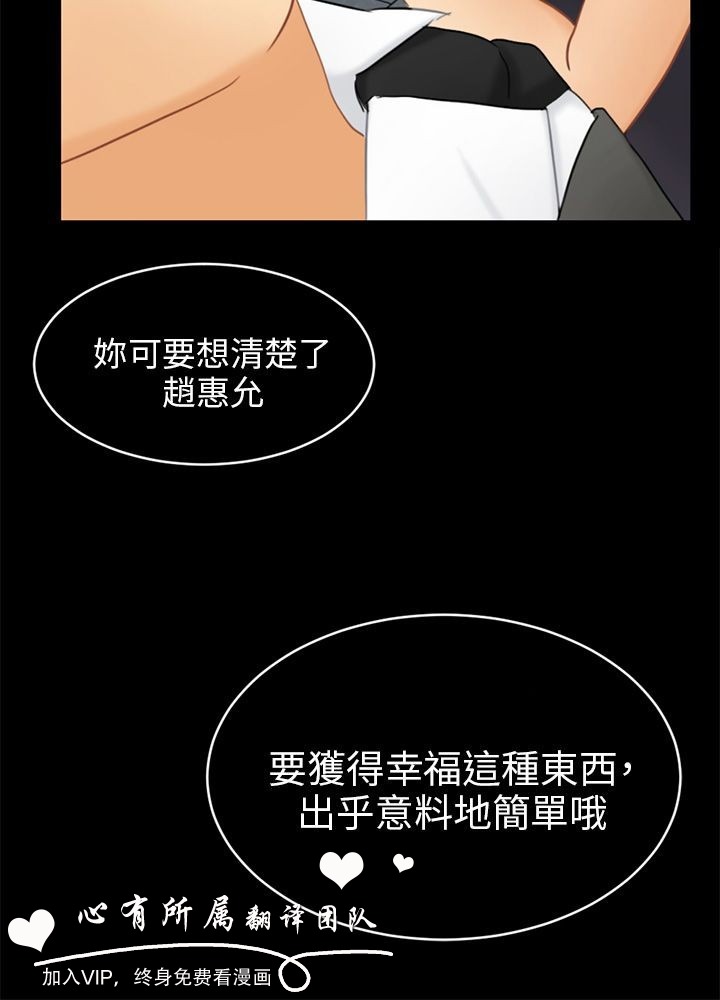 妳可要想清楚了
趙惠允
要獲得幸福這種東西，
出乎意料地簡單哦
心有所属翻译团队
加入VIP，终身免费看漫画